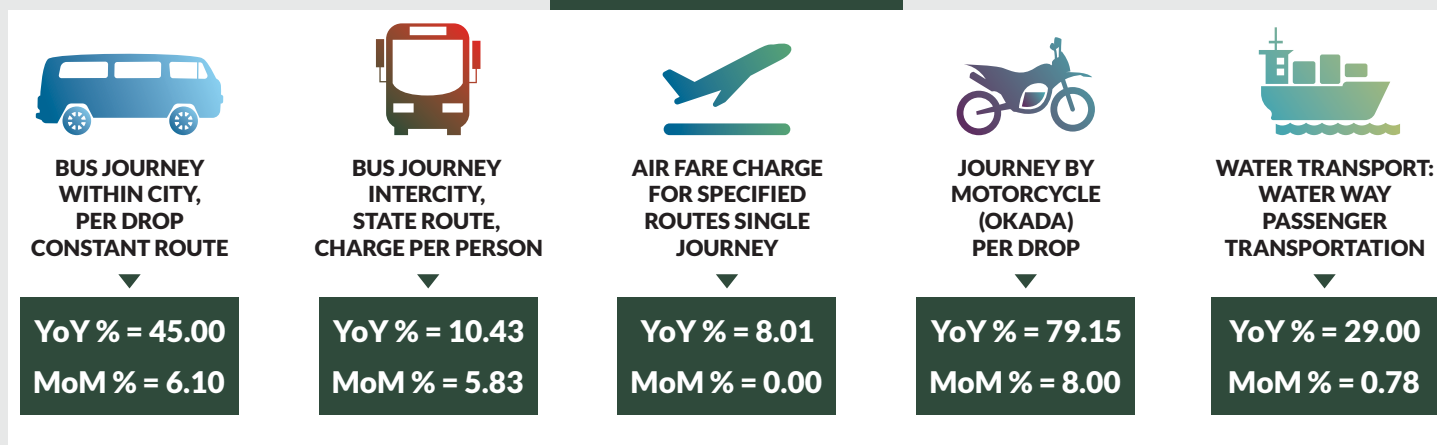 BUS JOURNEY
WITHIN CITY,
PER DROP
CONSTANT ROUTE
YoY % = 45.00
MoM % = 6.10
BUS JOURNEY
INTERCITY,
STATE ROUTE,
CHARGE PER PERSON
YoY % = 10.43
MoM % = 5.83
AIR FARE CHARGE
FOR SPECIFIED
ROUTES SINGLE
JOURNEY
YoY % = 8.01
MoM % = 0.00
JOURNEY BY
MOTORCYCLE
(OKADA)
PER DROP
YoY % = 79.15
MoM % = 8.00
WATER TRANSPORT:
WATER WAY
PASSENGER
TRANSPORTATION
YoY % = 29.00
MoM % = 0.78